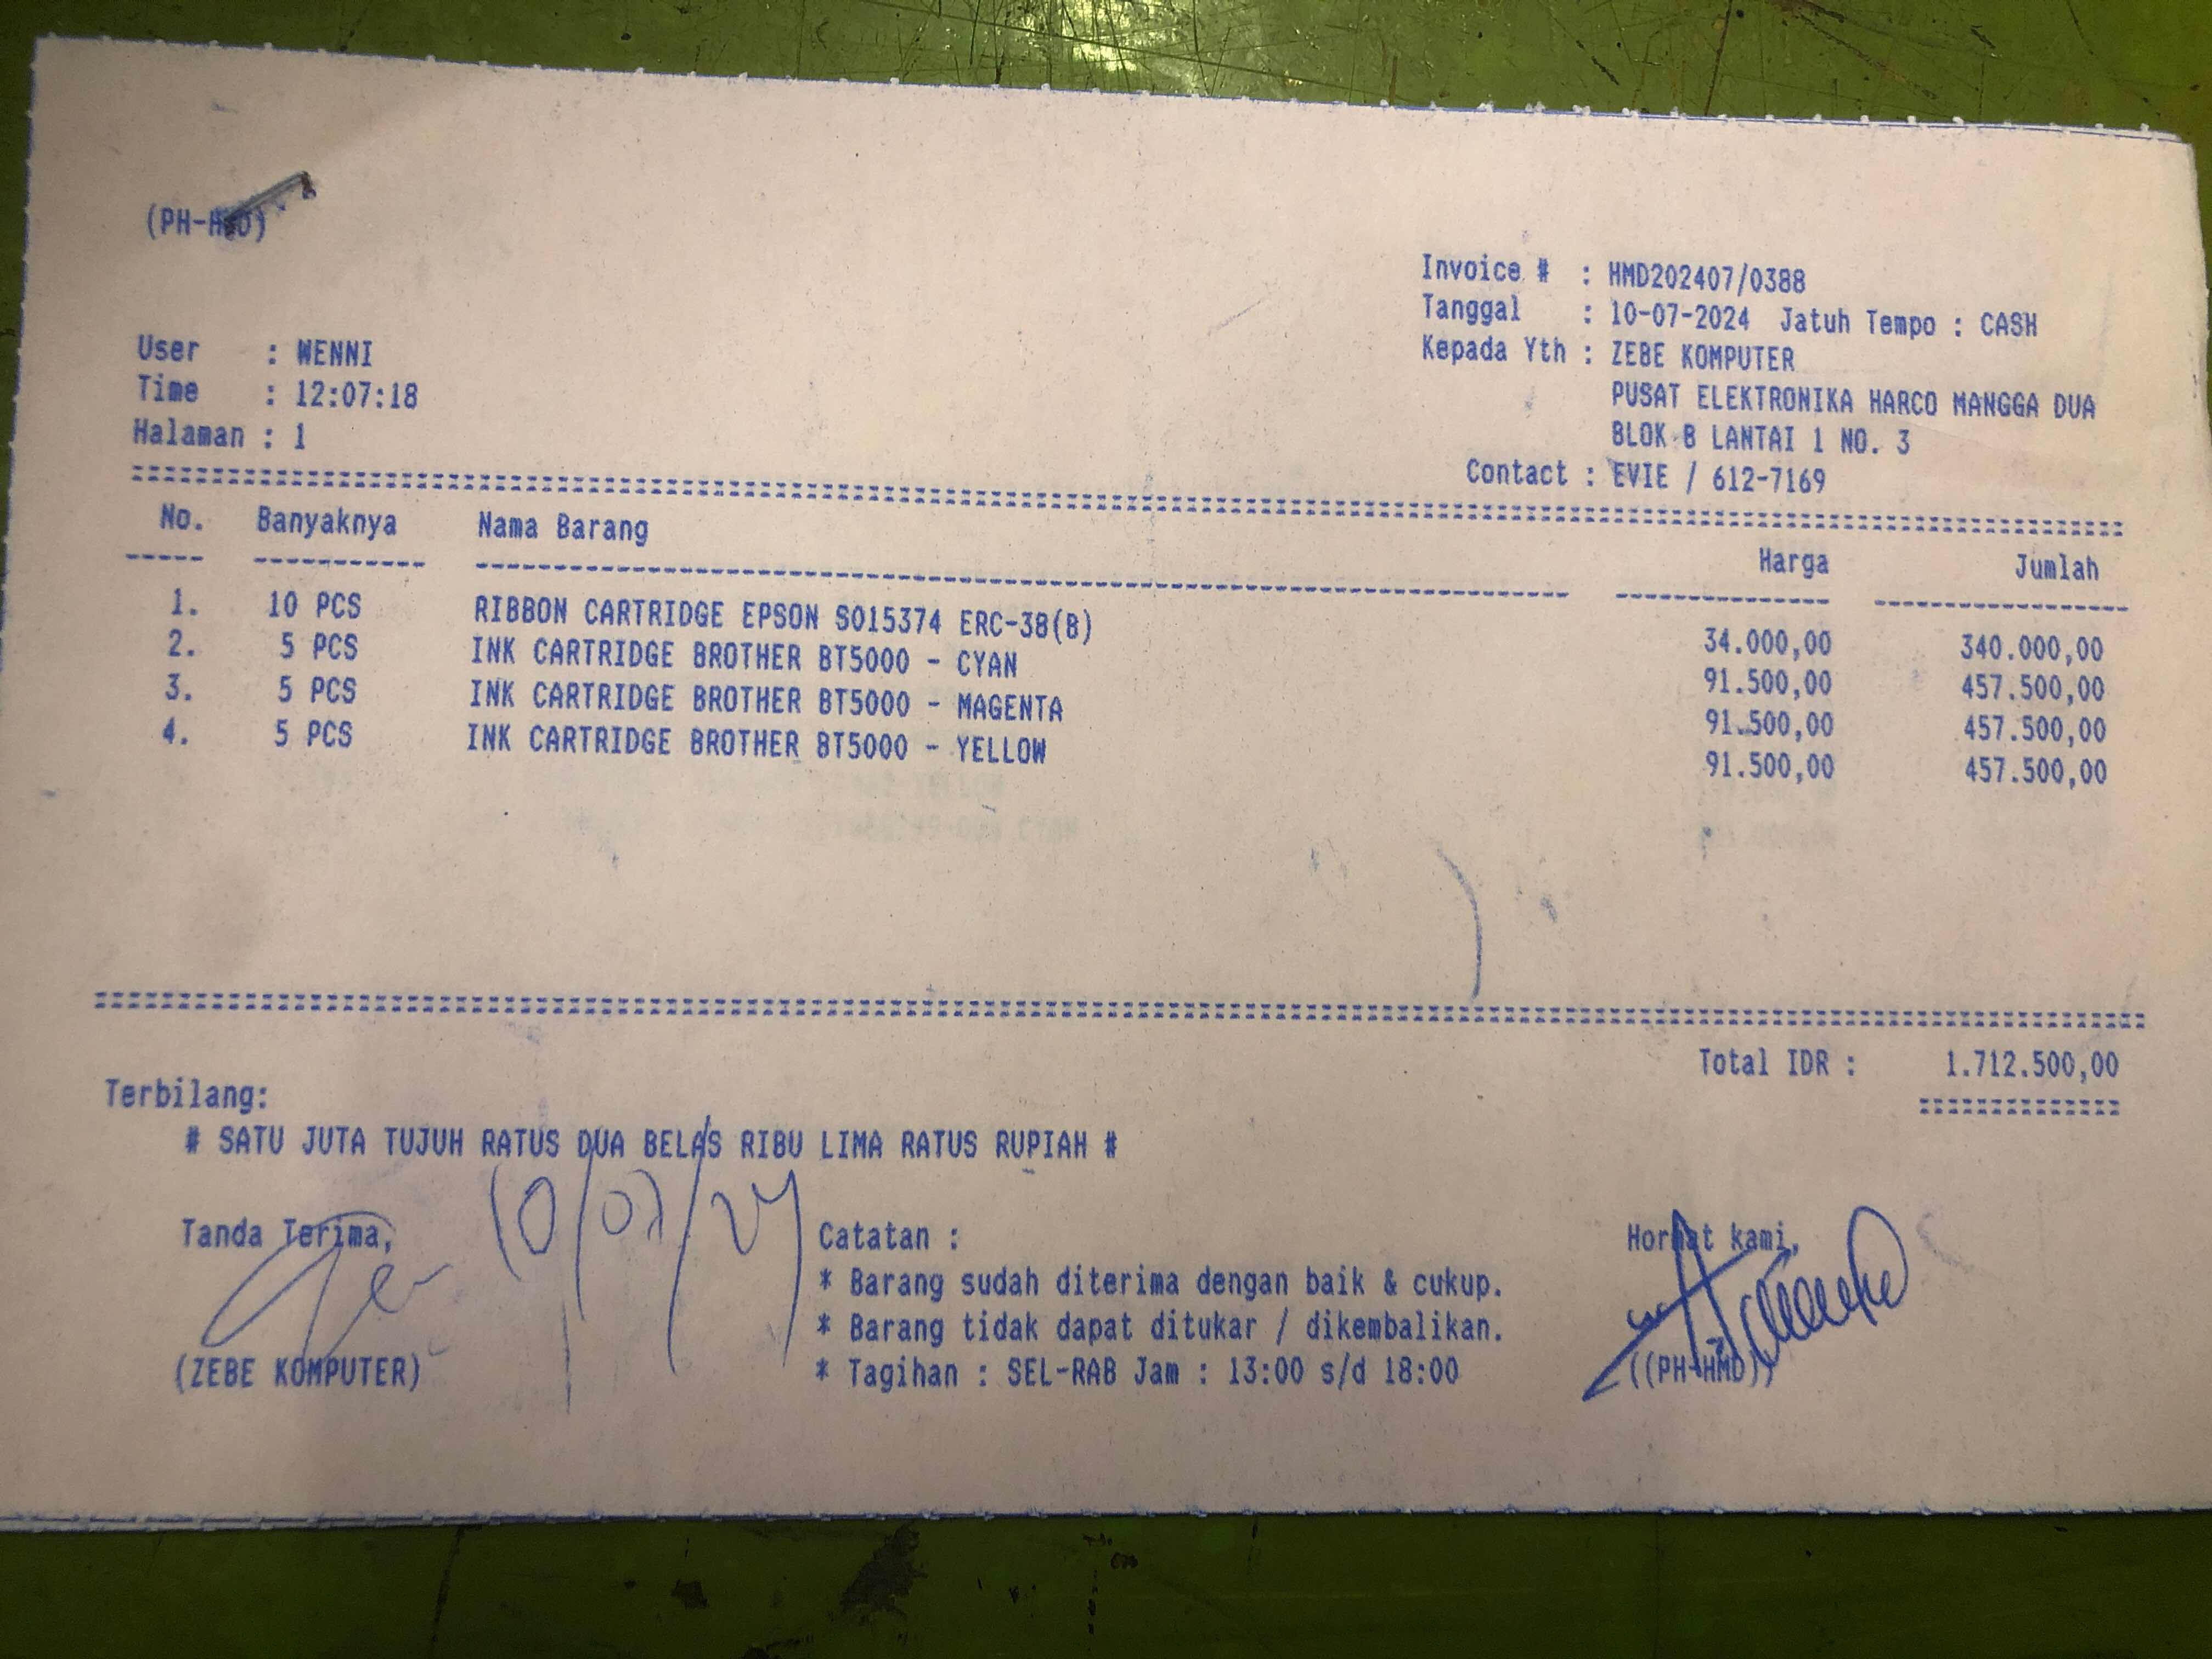 (PH-HMD)
Invoice # : HMD202407/0388
Tanggal : 10-07-2024 Jatuh Tempo : CASH
Kepada Yth : ZEBE KOMPUTER
PUSAT ELEKTRONIKA HARCO MANGGA DUA
BLOK B LANTAI 1 NO. 3
Contact : EVIE / 612-7169
User : WENNI
Time : 12:07:18
Halaman : 1
No. Banyaknya Nama Barang Harga Jumlah
1. 10 PCS RIBBON CARTRIDGE EPSON S015374 ERC-38(B) 34.000,00 340.000,00
2. 5 PCS INK CARTRIDGE BROTHER BT5000 - CYAN 91.500,00 457.500,00
3. 5 PCS INK CARTRIDGE BROTHER BT5000 - MAGENTA 91.500,00 457.500,00
4. 5 PCS INK CARTRIDGE BROTHER BT5000 - YELLOW 91.500,00 457.500,00
Total IDR : 1.712.500,00
Terbilang:
# SATU JUTA TUJUH RATUS DUA BELAS RIBU LIMA RATUS RUPIAH #
10/07/24
Tanda Terima,
(ZEBE KOMPUTER)
Catatan :
* Barang sudah diterima dengan baik & cukup.
* Barang tidak dapat ditukar / dikembalikan.
* Tagihan : SEL-RAB Jam : 13:00 s/d 18:00
Hormat kami,
((PH-HMD))